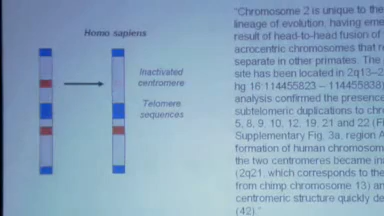 Homo sapiens
Inactivated
centromere
Telomere
sequences
"Chromosome 2 is unique to the
lineage of evolution, having eme
result of head-to-head fusion of
acrocentric chromosomes that r
separate in other primates. The
site has been located in 2q13–2
hg 16:114455823 – 114455838)
analysis confirmed the presence
subtelomeric duplications to chr
5, 8, 9, 10, 12, 19, 21 and 22 (Fi
Supplementary Fig. 3a, region A
formation of human chromosom
the two centromeres became in
(2q21, which corresponds to the
from chimp chromosome 13) an
centromeric structure quickly de
(42)."